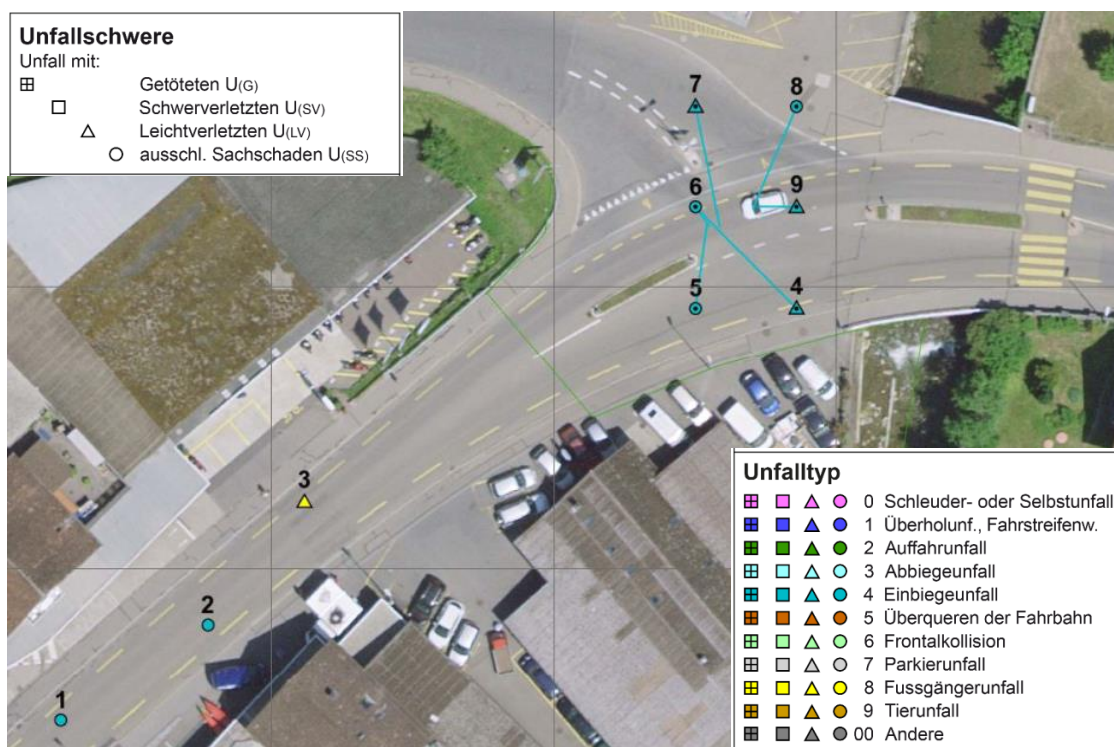 Unfallschwere
Unfall mit:
Getöteten U(G)
Schwerverletzten U(SV)
Leichtverletzten U(LV)
ausschl. Sachschaden U(SS)
7
8
6
9
5
4
3
2
1
Unfalltyp
0 Schleuder- oder Selbstunfall
1 Überholunf., Fahrstreifenw.
2 Auffahrunfall
3 Abbiegeunfall
4 Einbiegeunfall
5 Überqueren der Fahrbahn
6 Frontalkollision
7 Parkierunfall
8 Fussgängerunfall
9 Tierunfall
00 Andere